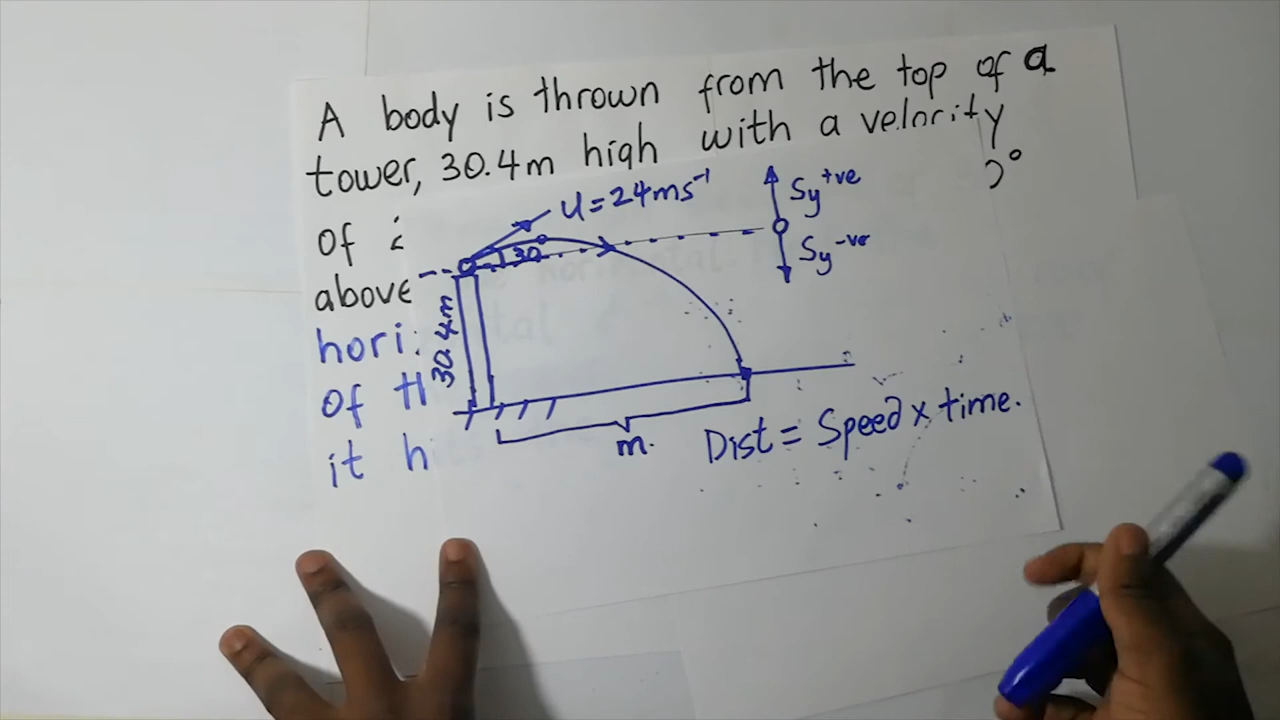 A body is thrown from the top of a
tower, 30.4m high with a velocity
of
above
hori
of
it h
U = 24ms⁻¹
30
30.4m
Sy +ve
Sy -ve
m.
Dist = Speed x time.